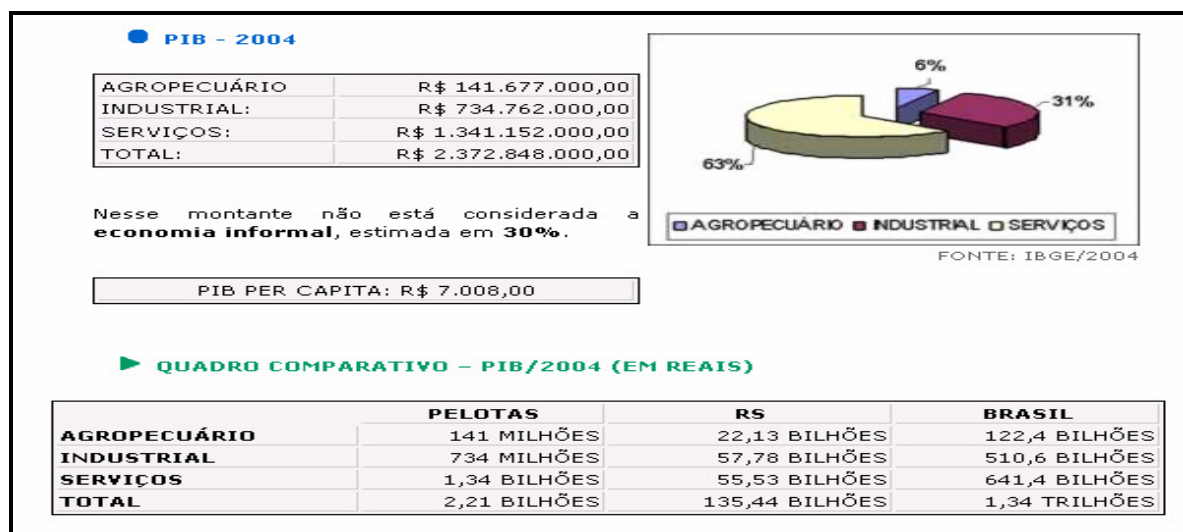 PIB - 2004
AGROPECUÁRIO R$ 141.677.000,00
INDUSTRIAL: R$ 734.762.000,00
SERVIÇOS: R$ 1.341.152.000,00
TOTAL: R$ 2.372.848.000,00
Nesse montante não está considerada a
economia informal, estimada em 30%.
PIB PER CAPITA: R$ 7.008,00
6%
31%
63%
AGROPECUÁRIO INDUSTRIAL SERVIÇOS
FONTE: IBGE/2004
QUADRO COMPARATIVO – PIB/2004 (EM REAIS)
PELOTAS RS BRASIL
AGROPECUÁRIO 141 MILHÕES 22,13 BILHÕES 122,4 BILHÕES
INDUSTRIAL 734 MILHÕES 57,78 BILHÕES 510,6 BILHÕES
SERVIÇOS 1,34 BILHÕES 55,53 BILHÕES 641,4 BILHÕES
TOTAL 2,21 BILHÕES 135,44 BILHÕES 1,34 TRILHÕES